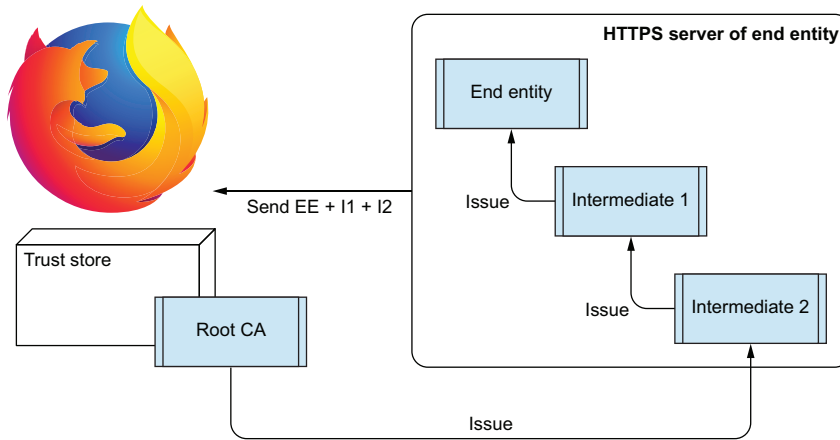 HTTPS server of end entity
End entity
Issue
Intermediate 1
Send EE + I1 + I2
Trust store
Issue
Intermediate 2
Root CA
Issue